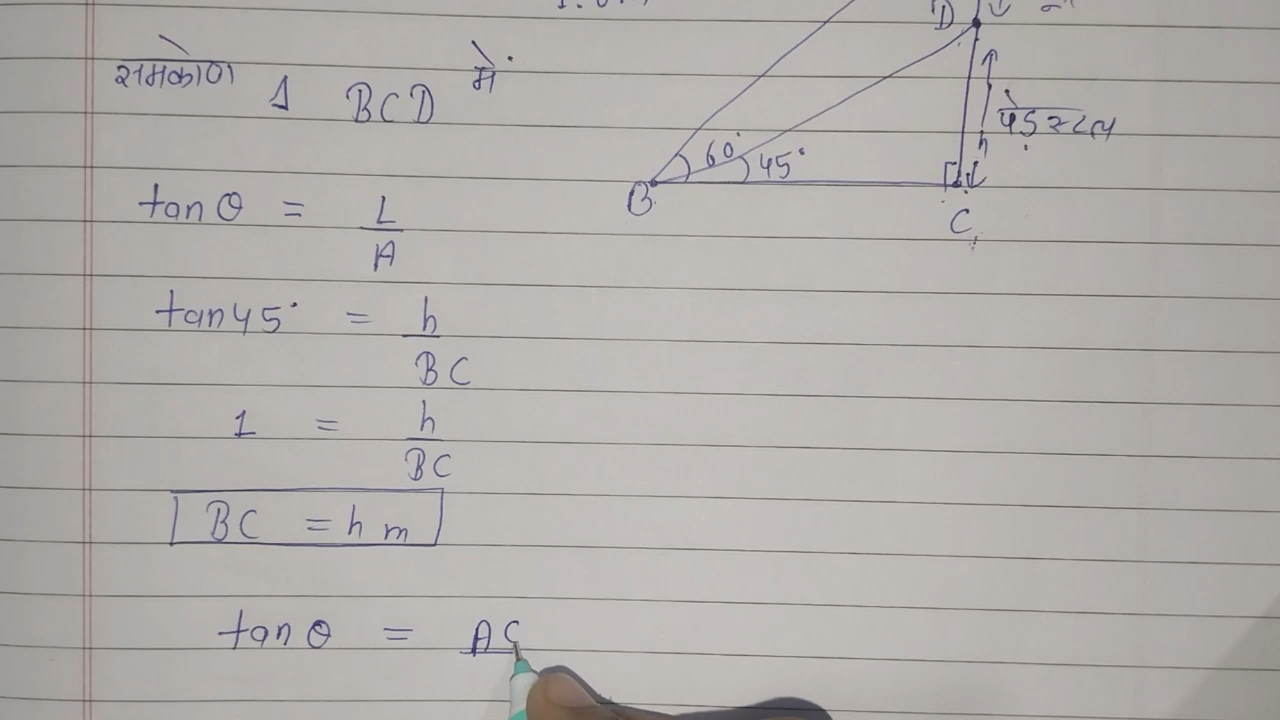 D
समकोण Δ BCD में
60°
45°
h
पेडस्टल
B
C
tan θ = L
A
tan 45° = h
BC
1 = h
BC
BC = h m
tan θ = AC